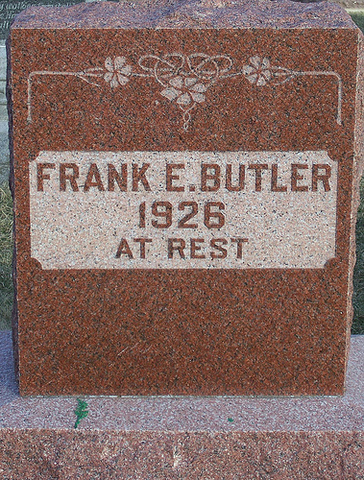 FRANK E. BUTLER
1926
AT REST